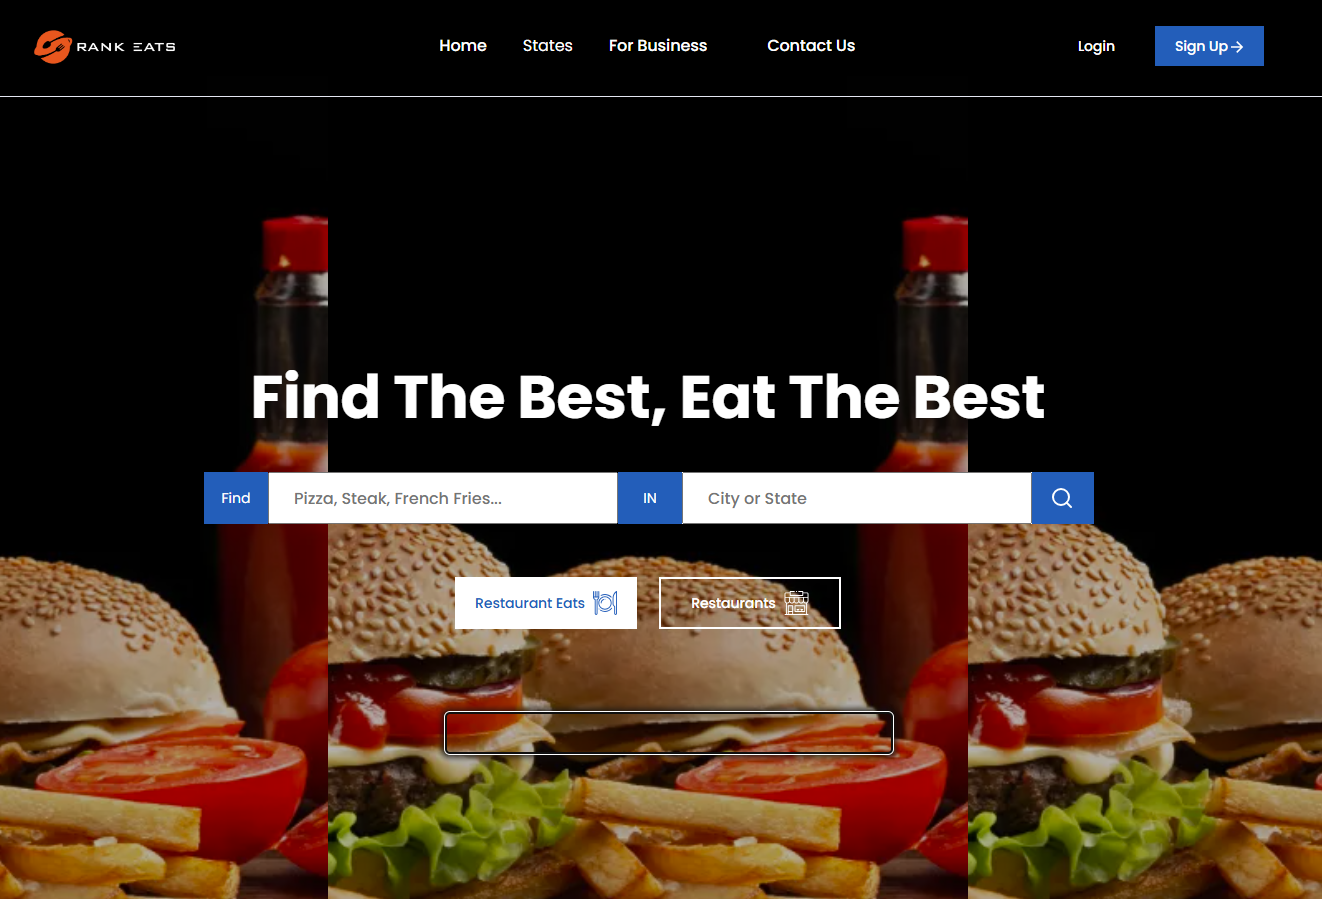 RANK EATS
Home States For Business Contact Us Login Sign Up
Find The Best, Eat The Best
Find Pizza, Steak, French Fries... IN City or State
Restaurant Eats Restaurants